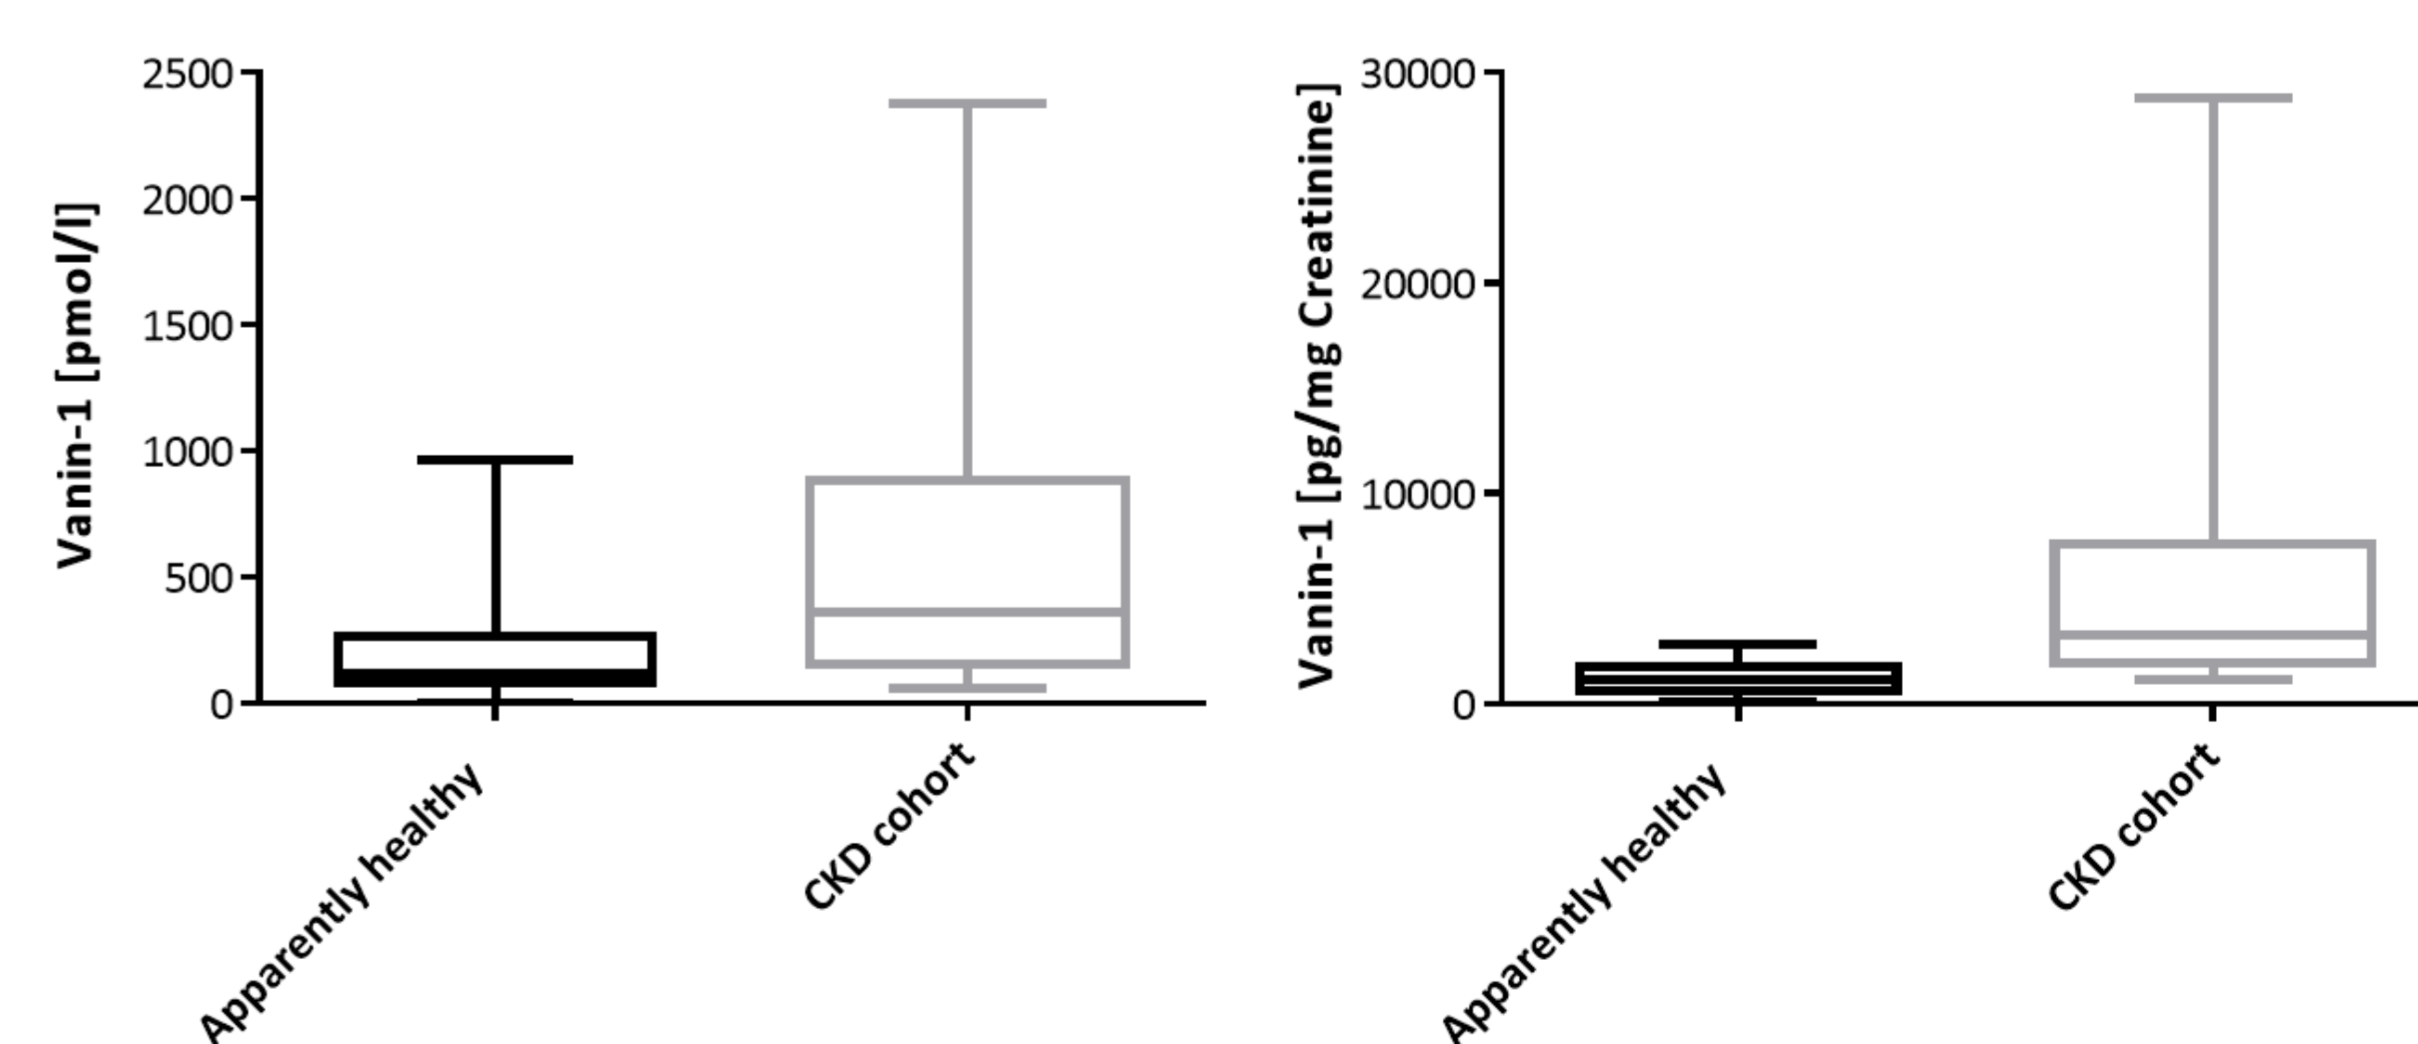 Vanin-1 [pmol/l]
2500
2000
1500
1000
500
0
Apparently healthy
CKD cohort
Vanin-1 [pg/mg Creatinine]
30000
20000
10000
0
Apparently healthy
CKD cohort